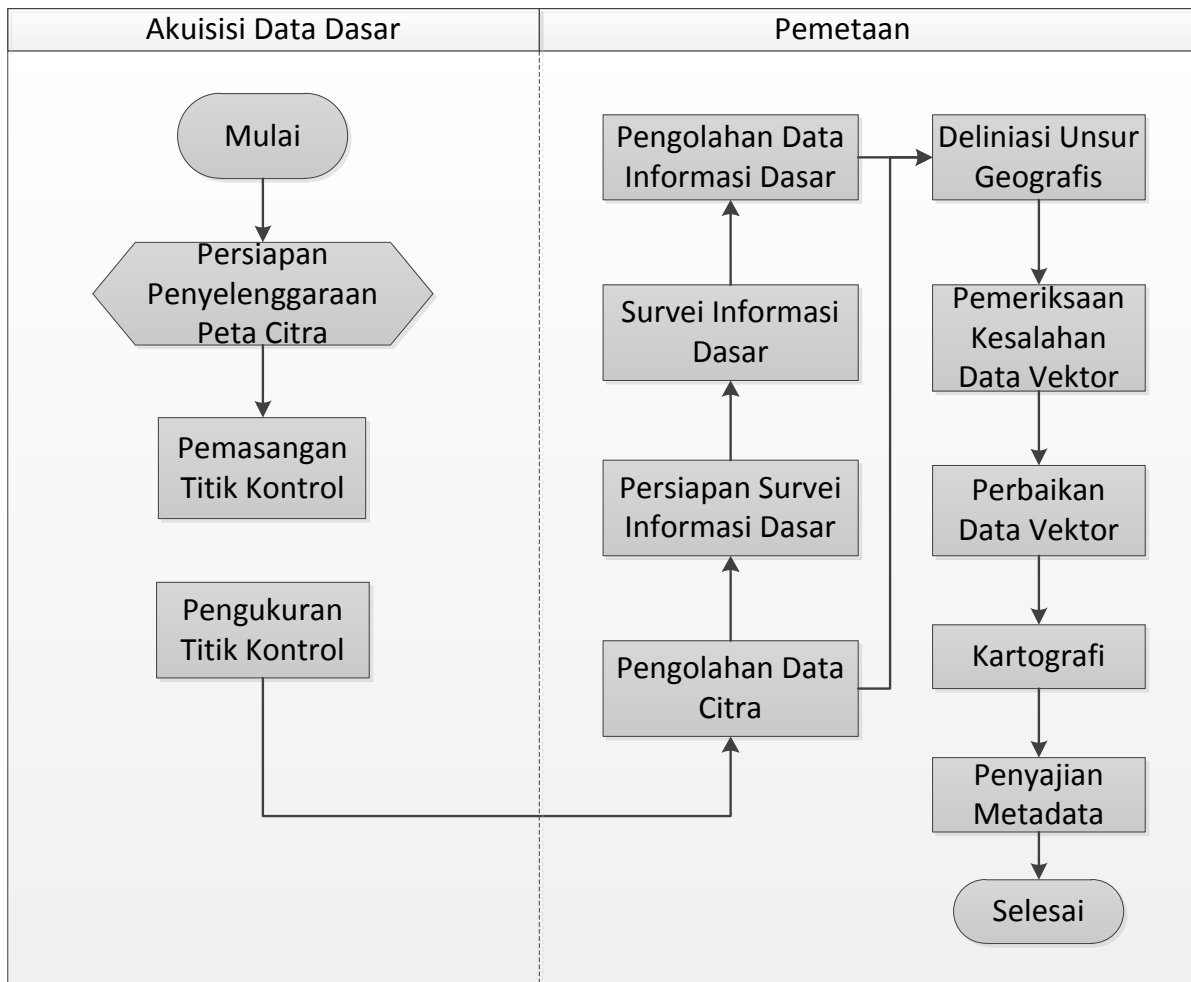 Akuisisi Data Dasar
Pemetaan
Mulai
Persiapan
Penyelenggaraan
Peta Citra
Pemasangan
Titik Kontrol
Pengukuran
Titik Kontrol
Pengolahan Data
Informasi Dasar
Survei Informasi
Dasar
Persiapan Survei
Informasi Dasar
Pengolahan Data
Citra
Deliniasi Unsur
Geografis
Pemeriksaan
Kesalahan
Data Vektor
Perbaikan
Data Vektor
Kartografi
Penyajian
Metadata
Selesai